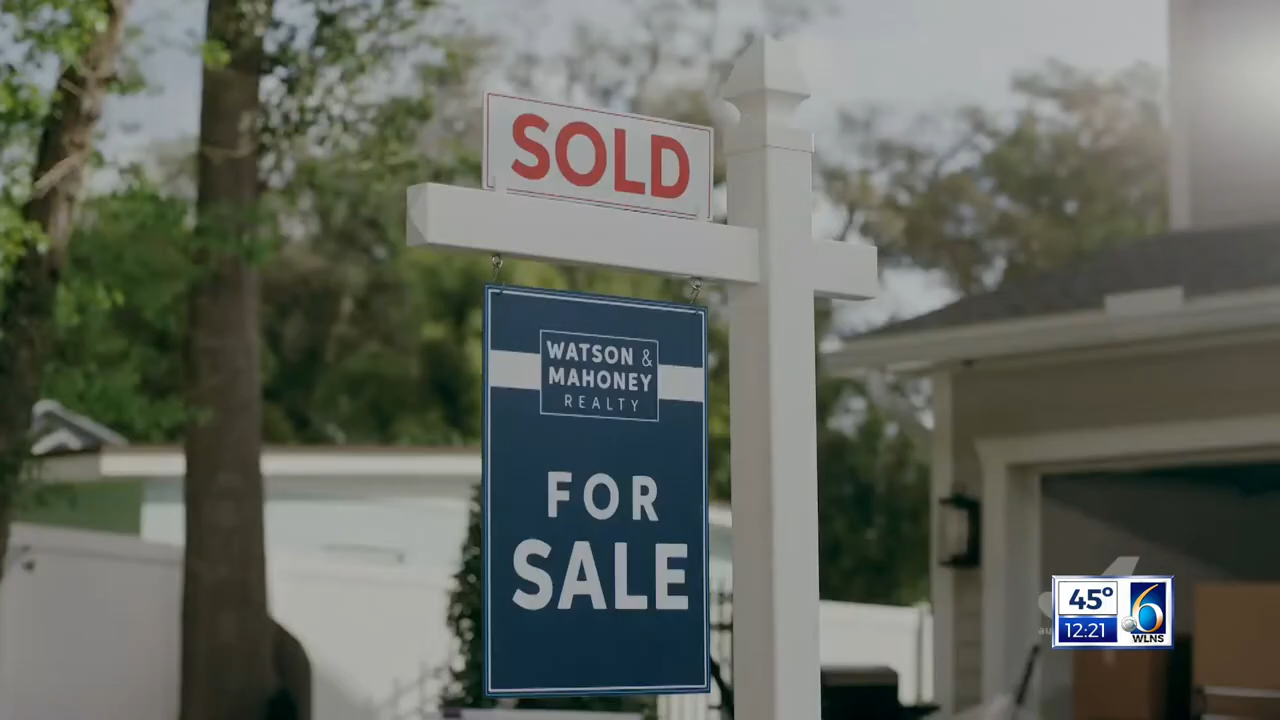 SOLD
WATSON &
MAHONEY
REALTY
FOR
SALE
45°
12:21
6
WLNS